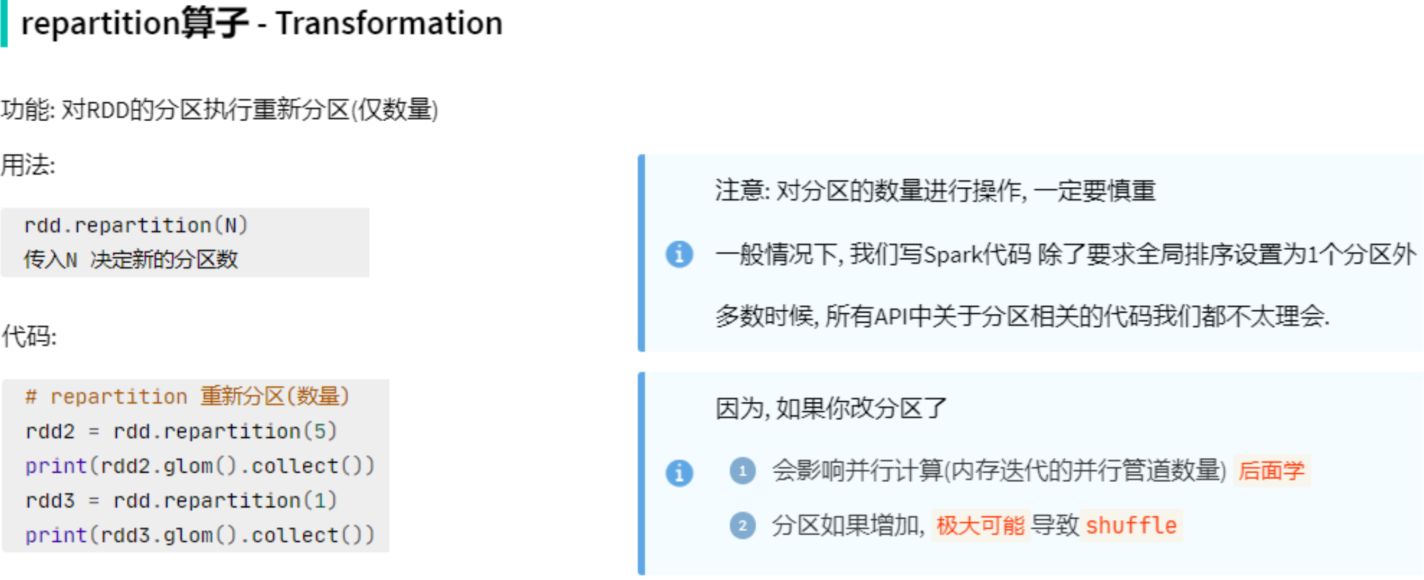 repartition算子 - Transformation
功能: 对RDD的分区执行重新分区(仅数量)
用法:
rdd.repartition(N)
传入N 决定新的分区数
代码:
# repartition 重新分区(数量)
rdd2 = rdd.repartition(5)
print(rdd2.glom().collect())
rdd3 = rdd.repartition(1)
print(rdd3.glom().collect())
注意: 对分区的数量进行操作, 一定要慎重
一般情况下, 我们写Spark代码 除了要求全局排序设置为1个分区外
多数时候, 所有API中关于分区相关的代码我们都不太理会.
因为, 如果你改分区了
1 会影响并行计算(内存迭代的并行管道数量) 后面学
2 分区如果增加, 极大可能导致shuffle